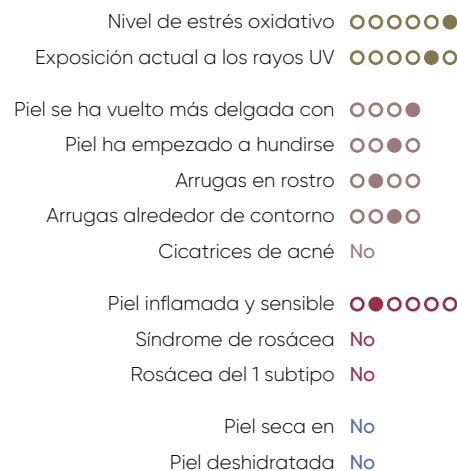 Nivel de estrés oxidativo
Exposición actual a los rayos UV
Piel se ha vuelto más delgada con
Piel ha empezado a hundirse
Arrugas en rostro
Arrugas alrededor de contorno
Cicatrices de acné No
Piel inflamada y sensible
Síndrome de rosácea No
Rosácea del 1 subtipo No
Piel seca en No
Piel deshidratada No